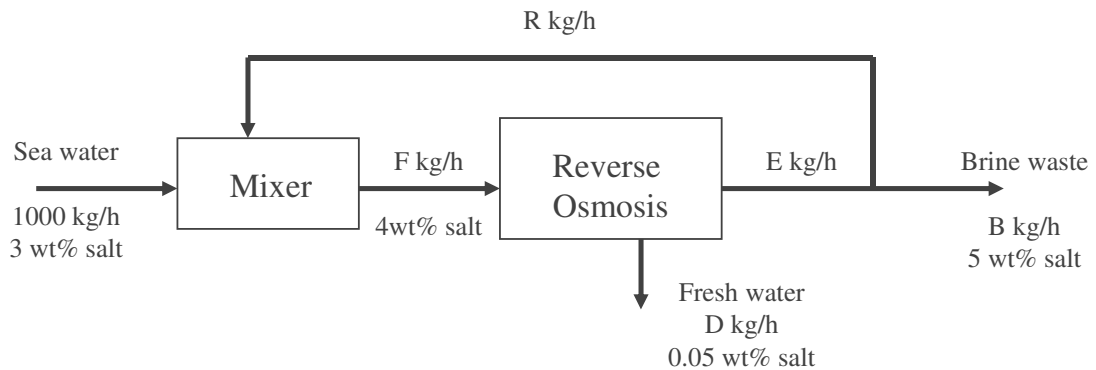 R kg/h
Sea water
1000 kg/h
3 wt% salt
Mixer
F kg/h
4wt% salt
Reverse
Osmosis
E kg/h
Brine waste
B kg/h
5 wt% salt
Fresh water
D kg/h
0.05 wt% salt